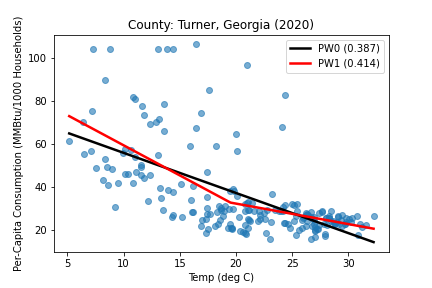 County: Turner, Georgia (2020)
Per-Capita Consumption (MMBtu/1000 Households)
100
80
60
40
20
PW0 (0.387)
PW1 (0.414)
5 10 15 20 25 30
Temp (deg C)